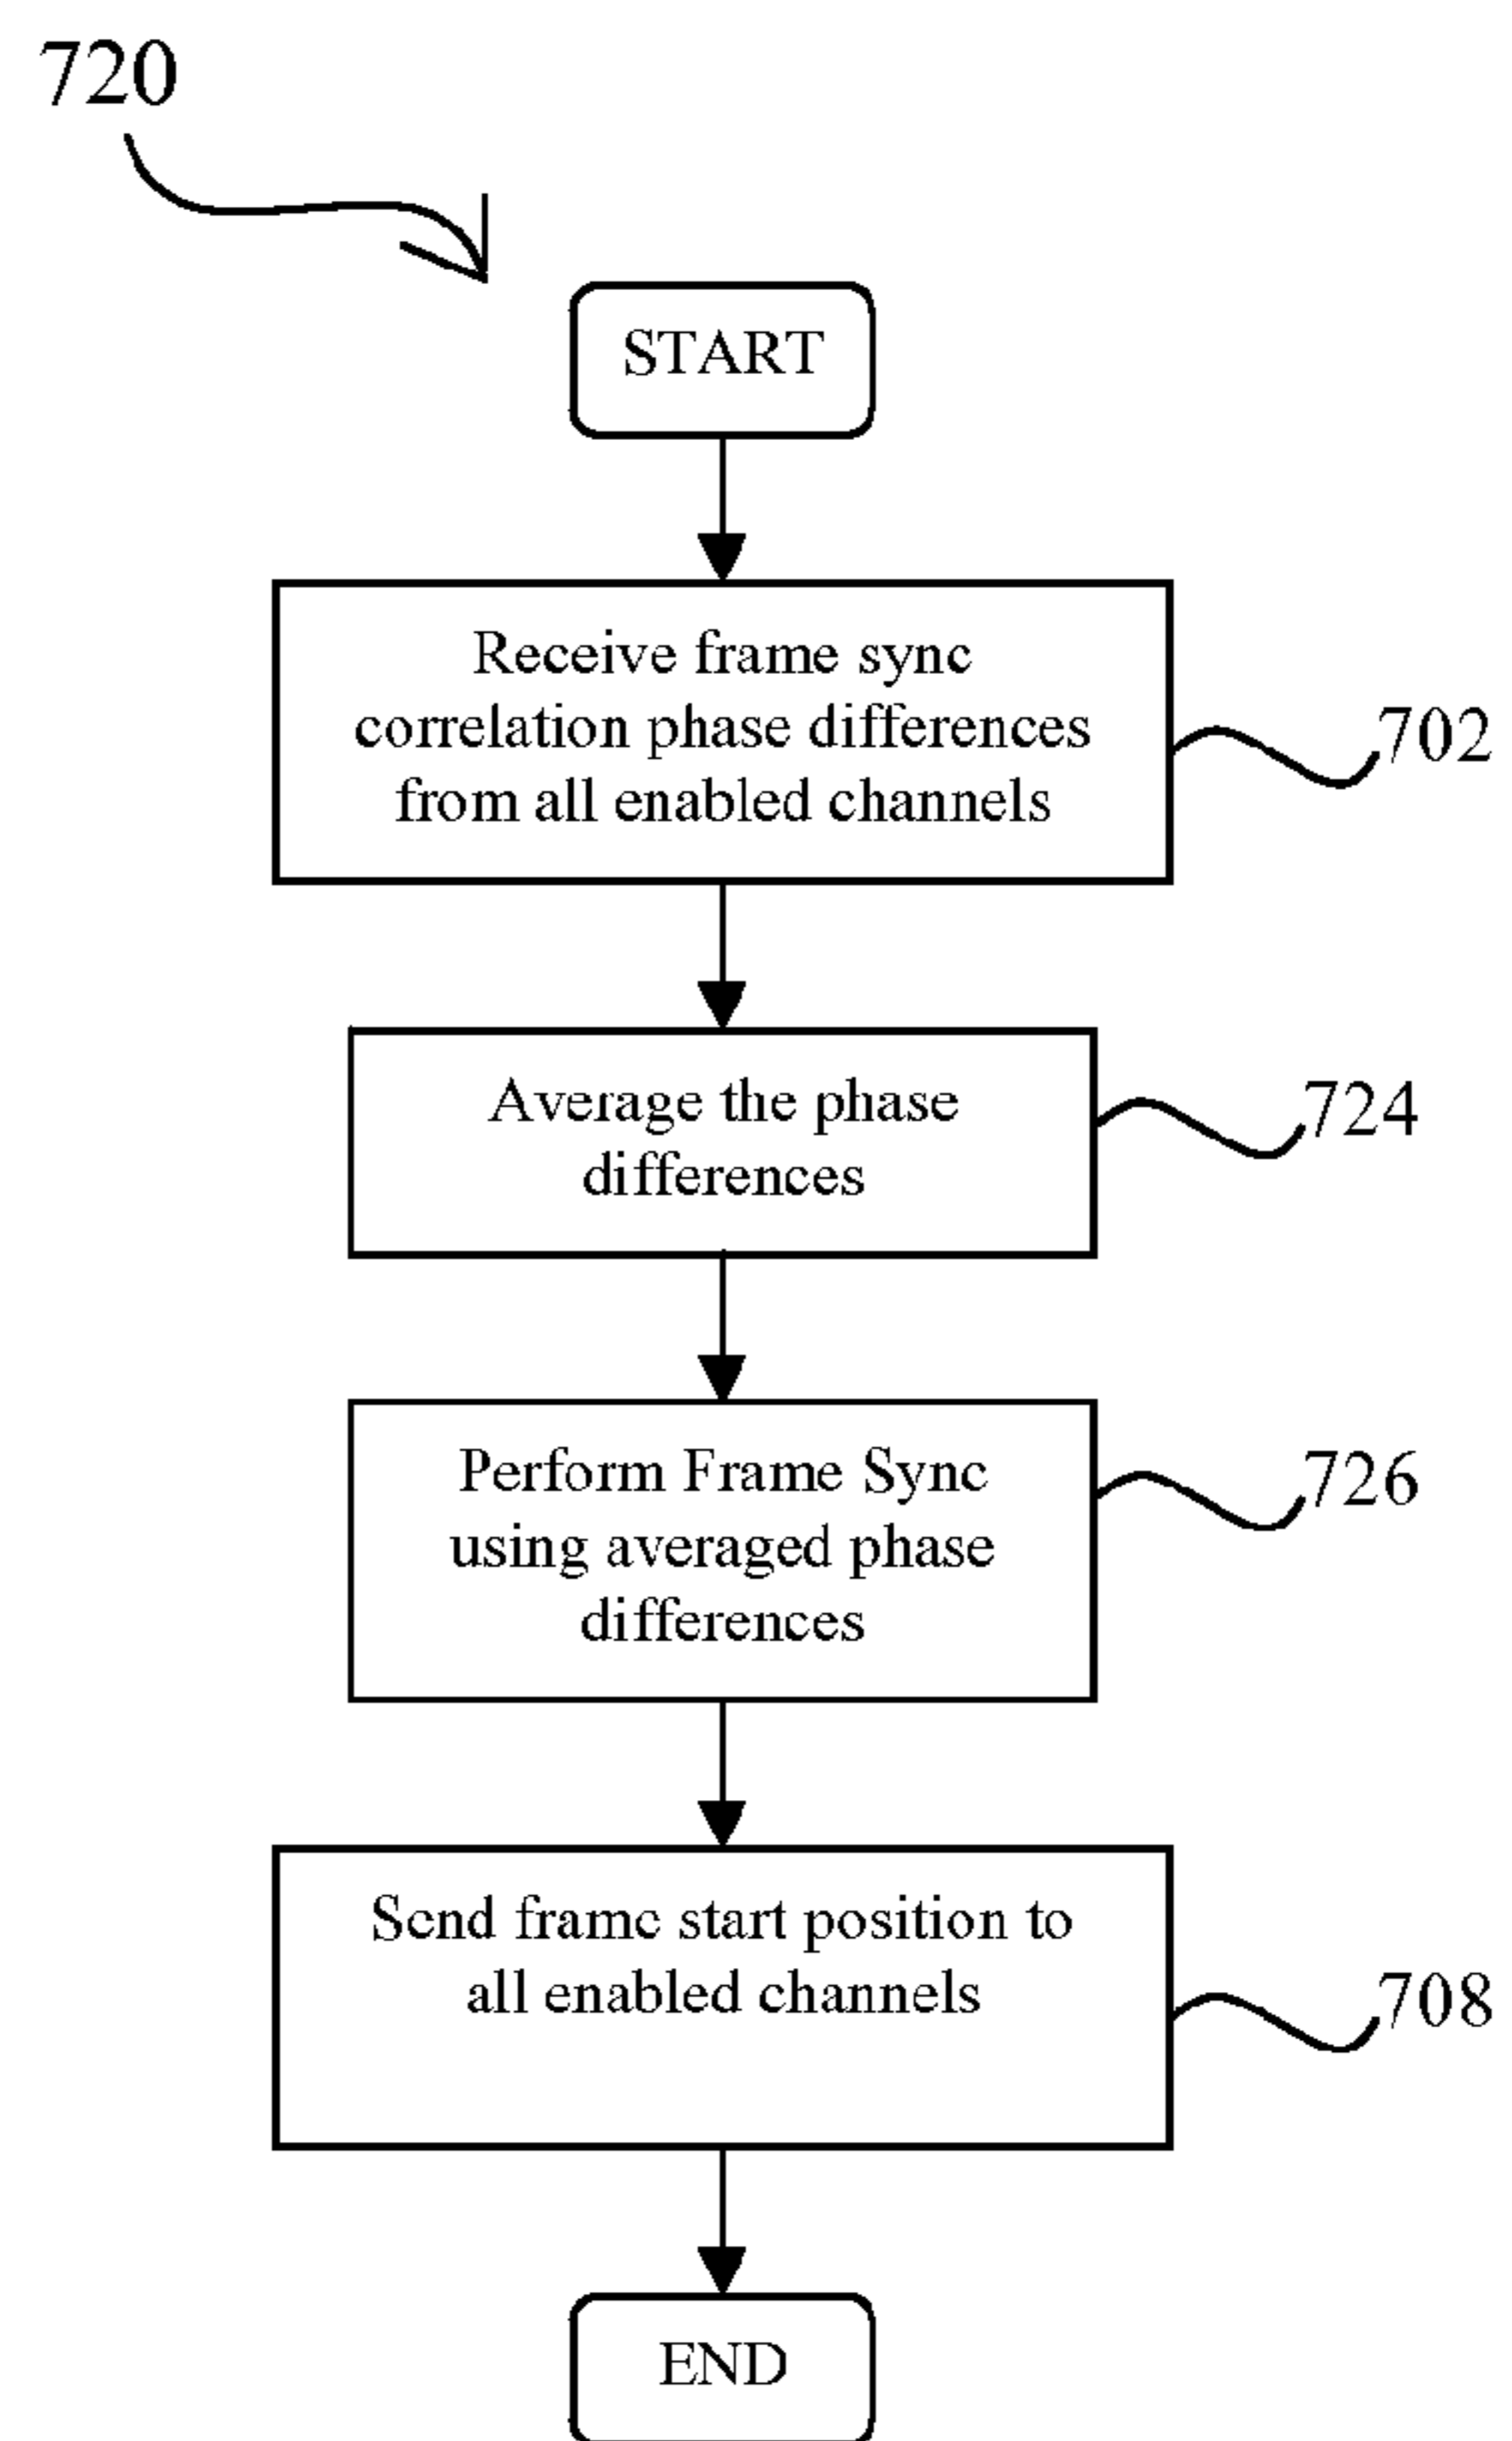 720
START
Receive frame sync
correlation phase differences
from all enabled channels
702
Average the phase
differences
724
Perform Frame Sync
using averaged phase
differences
726
Send frame start position to
all enabled channels
708
END